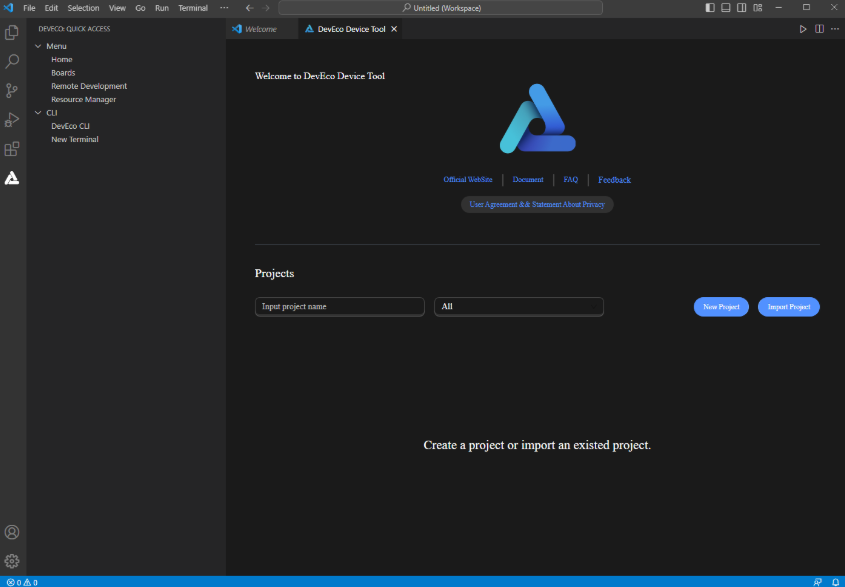 File Edit Selection View Go Run Terminal ··· Untitled (Workspace)
DEVECO: QUICK ACCESS
Menu
Home
Boards
Remote Development
Resource Manager
CLI
DevEco CLI
New Terminal
Welcome
DevEco Device Tool
Welcome to DevEco Device Tool
Official WebSite | Document | FAQ | Feedback
User Agreement && Statement About Privacy
Projects
Input project name All New Project Import Project
Create a project or import an existed project.
0 0